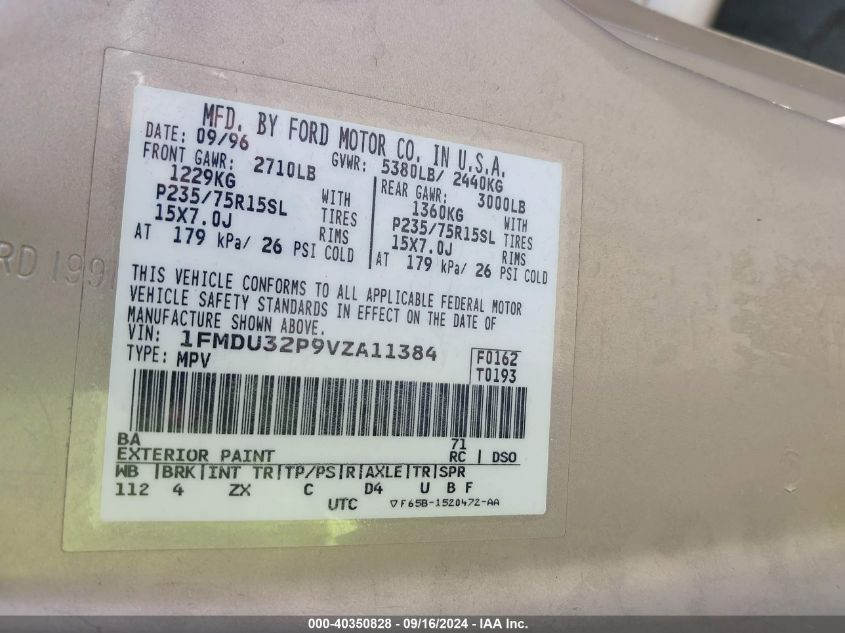 MFD. BY FORD MOTOR CO. IN U.S.A.
DATE: 09/96 GVWR: 5380LB/ 2440KG
FRONT GAWR: 2710LB REAR GAWR: 3000LB
1229KG WITH 1360KG WITH
P235/75R15SL TIRES P235/75R15SL TIRES
15X7.0J RIMS 15X7.0J RIMS
AT 179 kPa/ 26 PSI COLD AT 179 kPa/ 26 PSI COLD
THIS VEHICLE CONFORMS TO ALL APPLICABLE FEDERAL MOTOR
VEHICLE SAFETY STANDARDS IN EFFECT ON THE DATE OF
MANUFACTURE SHOWN ABOVE.
VIN: 1FMDU32P9VZA11384 F0162
TYPE: MPV T0193
BA 71
EXTERIOR PAINT RC | DSO
WB |BRK|INT TR|TP/PS|R|AXLE|TR|SPR
112 4 ZX C D4 U B F
UTC ▽F65B-1520472-AA
RD 199
000-40350828 - 09/16/2024 - IAA Inc.